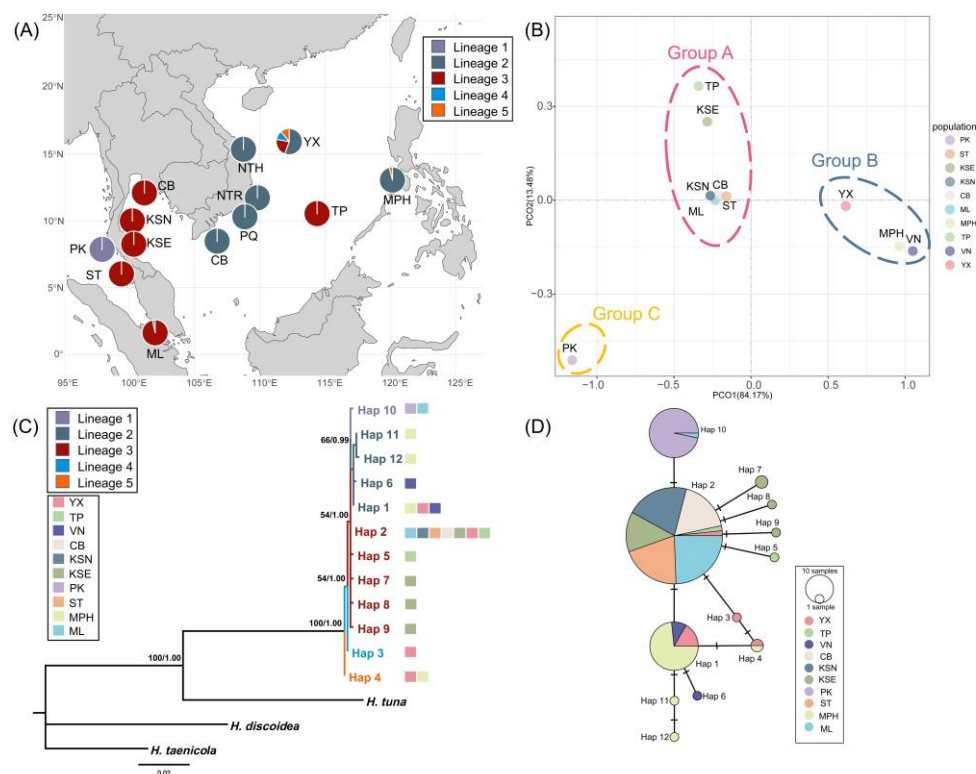 (A)
25°N
20°N
15°N
10°N
5°N
0°
95°E 100°E 105°E 110°E 115°E 120°E 125°E
Lineage 1
Lineage 2
Lineage 3
Lineage 4
Lineage 5
YX
NTH
CB
NTR
MPH
KSN
TP
PQ
KSE
PK
CB
ST
ML
(B)
Group A
TP
KSE
KSN
CB
ML
ST
Group B
YX
MPH
VN
Group C
PK
PCO2(13.48%)
0.3
0.0
−0.3
−1.0 −0.5 0.0 0.5 1.0
PCO1(84.17%)
population
PK
ST
KSE
KSN
CB
ML
MPH
TP
VN
YX
(C)
Lineage 1
Lineage 2
Lineage 3
Lineage 4
Lineage 5
YX
TP
VN
CB
KSN
KSE
PK
ST
MPH
ML
Hap 10
66/0.99
Hap 11
Hap 12
Hap 6
54/1.00
Hap 1
Hap 2
Hap 5
54/1.00
Hap 7
Hap 8
100/1.00
Hap 9
Hap 3
100/1.00
Hap 4
H. tuna
H. discoidea
H. taenicola
0.02
(D)
Hap 10
Hap 2
Hap 7
Hap 8
Hap 9
Hap 5
Hap 3
Hap 4
Hap 1
Hap 6
Hap 11
Hap 12
10 samples
1 sample
YX
TP
VN
CB
KSN
KSE
PK
ST
MPH
ML